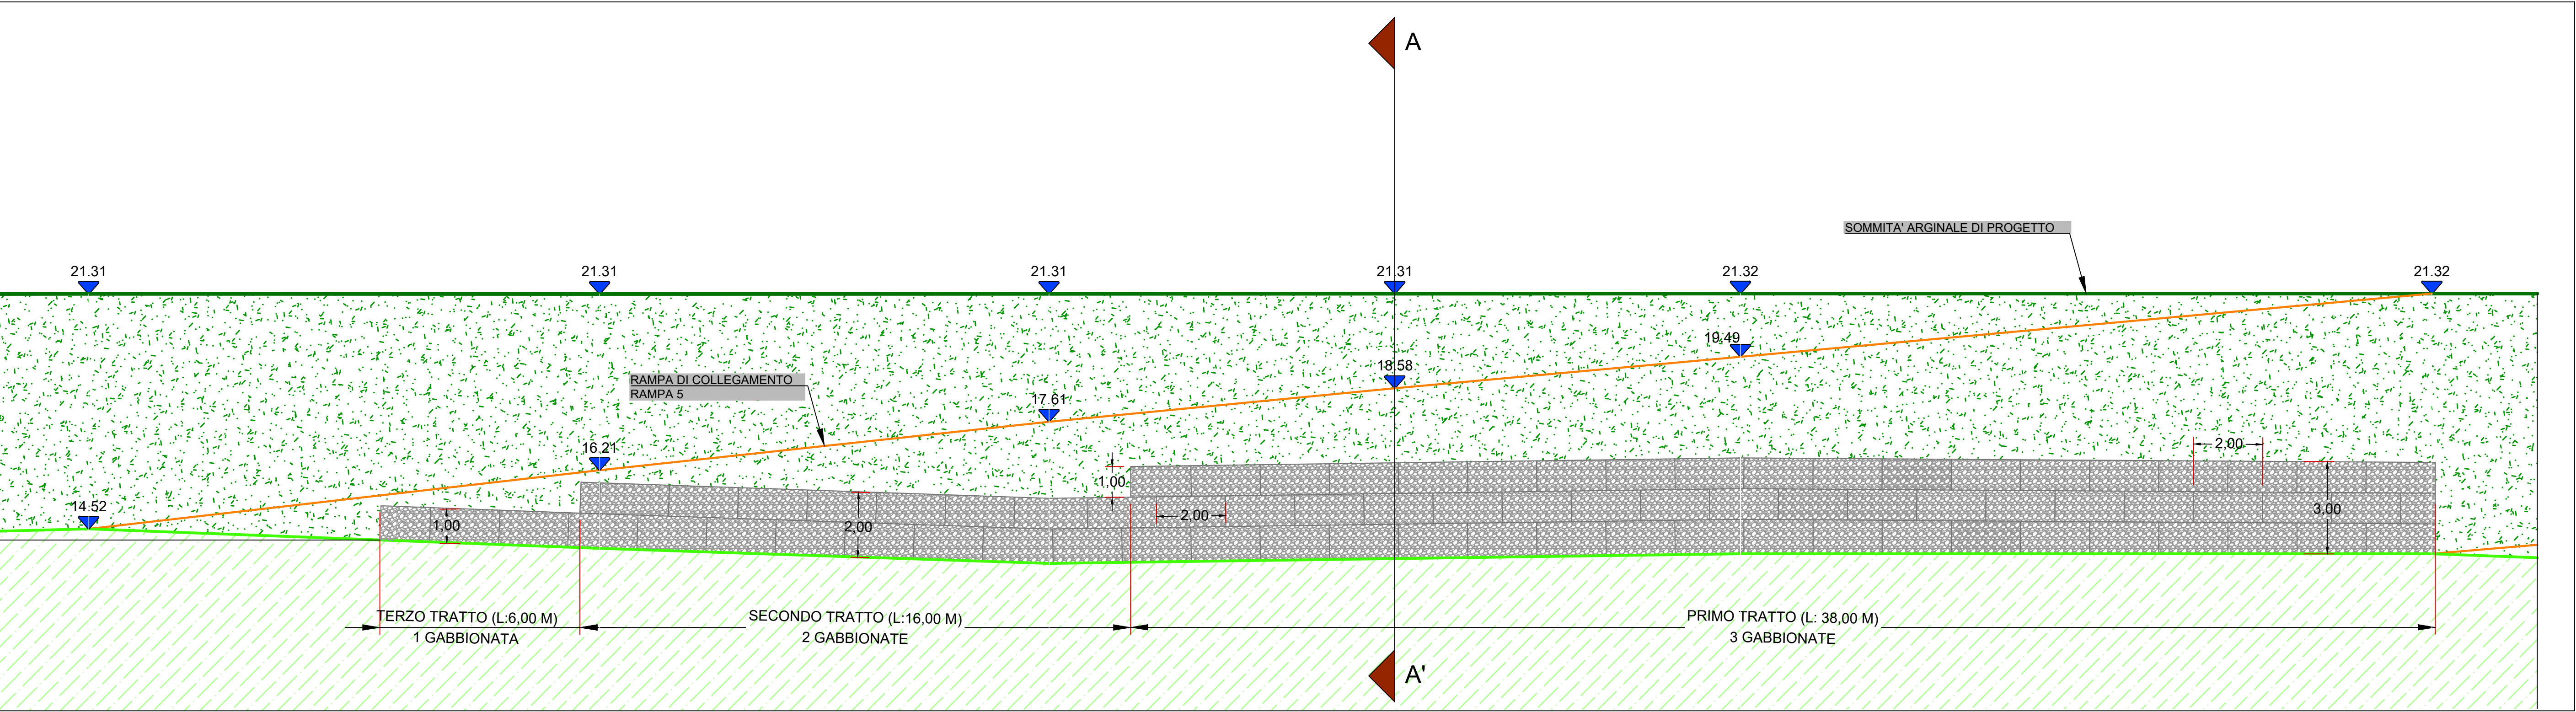 A
SOMMITA' ARGINALE DI PROGETTO
21.31
21.31
21.31
21.31
21.32
21.32
19.49
18.58
RAMPA DI COLLEGAMENTO
RAMPA 5
17.61
16.21
14.52
2,00
1,00
2,00
3,00
1,00
2,00
TERZO TRATTO (L:6,00 M)
1 GABBIONATA
SECONDO TRATTO (L:16,00 M)
2 GABBIONATE
PRIMO TRATTO (L: 38,00 M)
3 GABBIONATE
A'